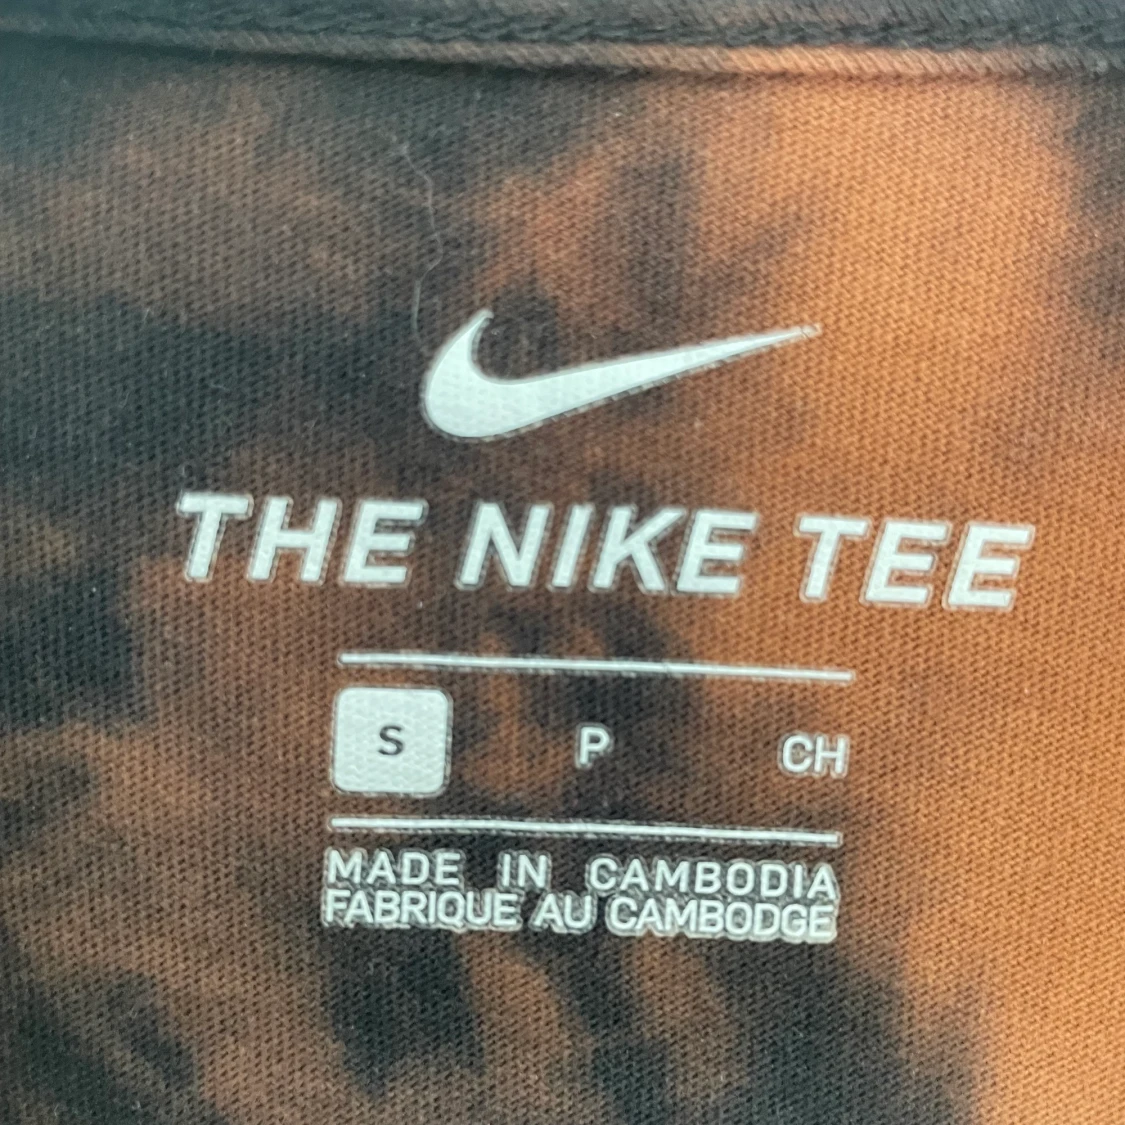 THE NIKE TEE
S P CH
MADE IN CAMBODIA
FABRIQUE AU CAMBODGE